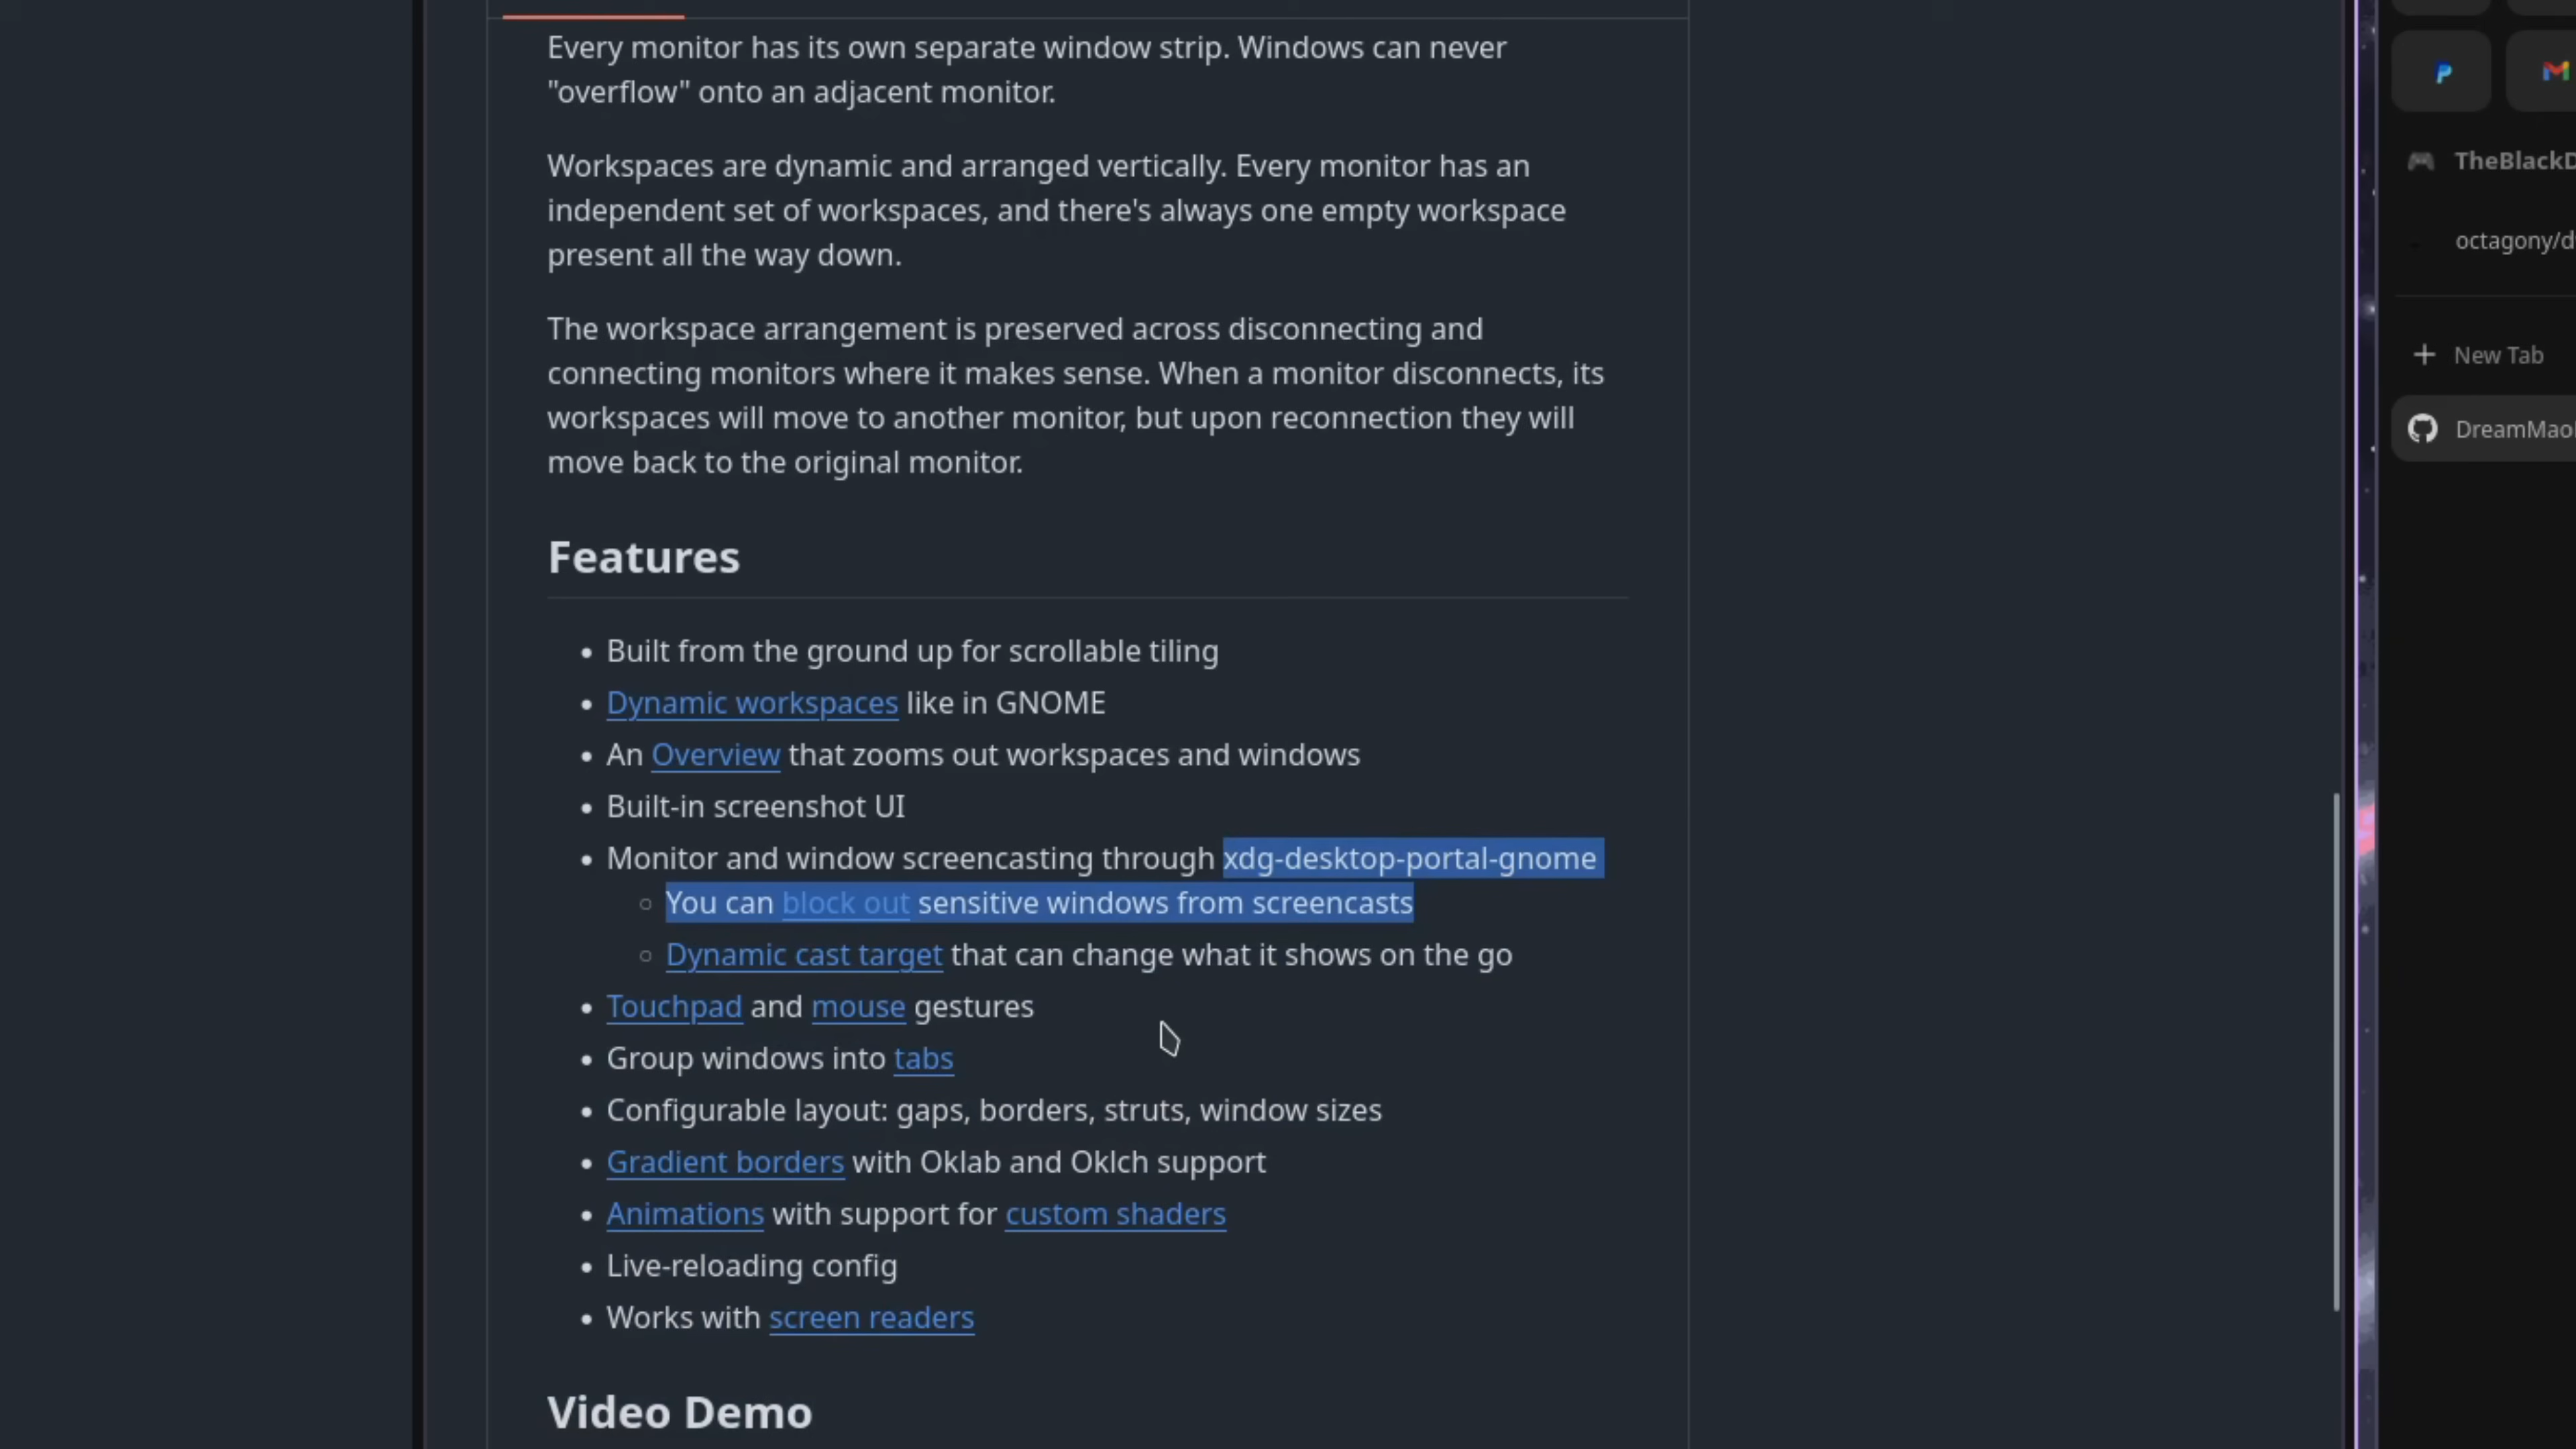 Every monitor has its own separate window strip. Windows can never
"overflow" onto an adjacent monitor.
Workspaces are dynamic and arranged vertically. Every monitor has an
independent set of workspaces, and there's always one empty workspace
present all the way down.
The workspace arrangement is preserved across disconnecting and
connecting monitors where it makes sense. When a monitor disconnects, its
workspaces will move to another monitor, but upon reconnection they will
move back to the original monitor.
Features
• Built from the ground up for scrollable tiling
• Dynamic workspaces like in GNOME
• An Overview that zooms out workspaces and windows
• Built-in screenshot UI
• Monitor and window screencasting through xdg-desktop-portal-gnome
○ You can block out sensitive windows from screencasts
○ Dynamic cast target that can change what it shows on the go
• Touchpad and mouse gestures
• Group windows into tabs
• Configurable layout: gaps, borders, struts, window sizes
• Gradient borders with Oklab and Oklch support
• Animations with support for custom shaders
• Live-reloading config
• Works with screen readers
Video Demo
TheBlackD
octagony/d
+ New Tab
DreamMao